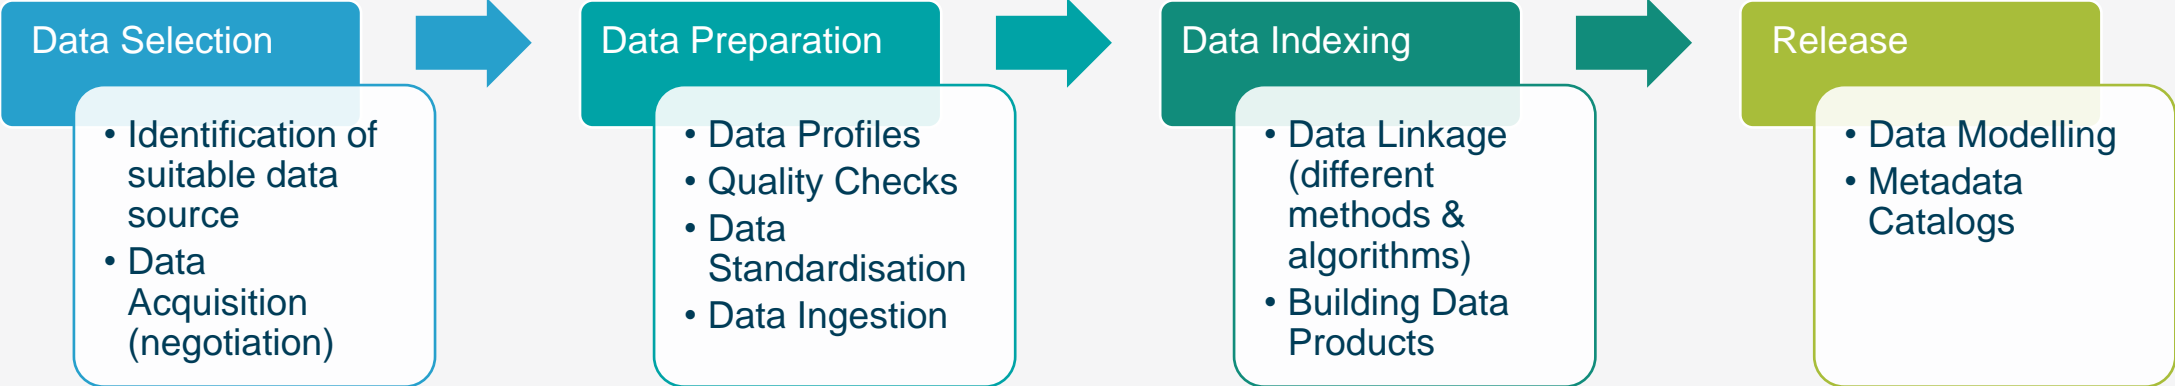 Data Selection
• Identification of
suitable data
source
• Data
Acquisition
(negotiation)
Data Preparation
• Data Profiles
• Quality Checks
• Data
Standardisation
• Data Ingestion
Data Indexing
• Data Linkage
(different
methods &
algorithms)
• Building Data
Products
Release
• Data Modelling
• Metadata
Catalogs